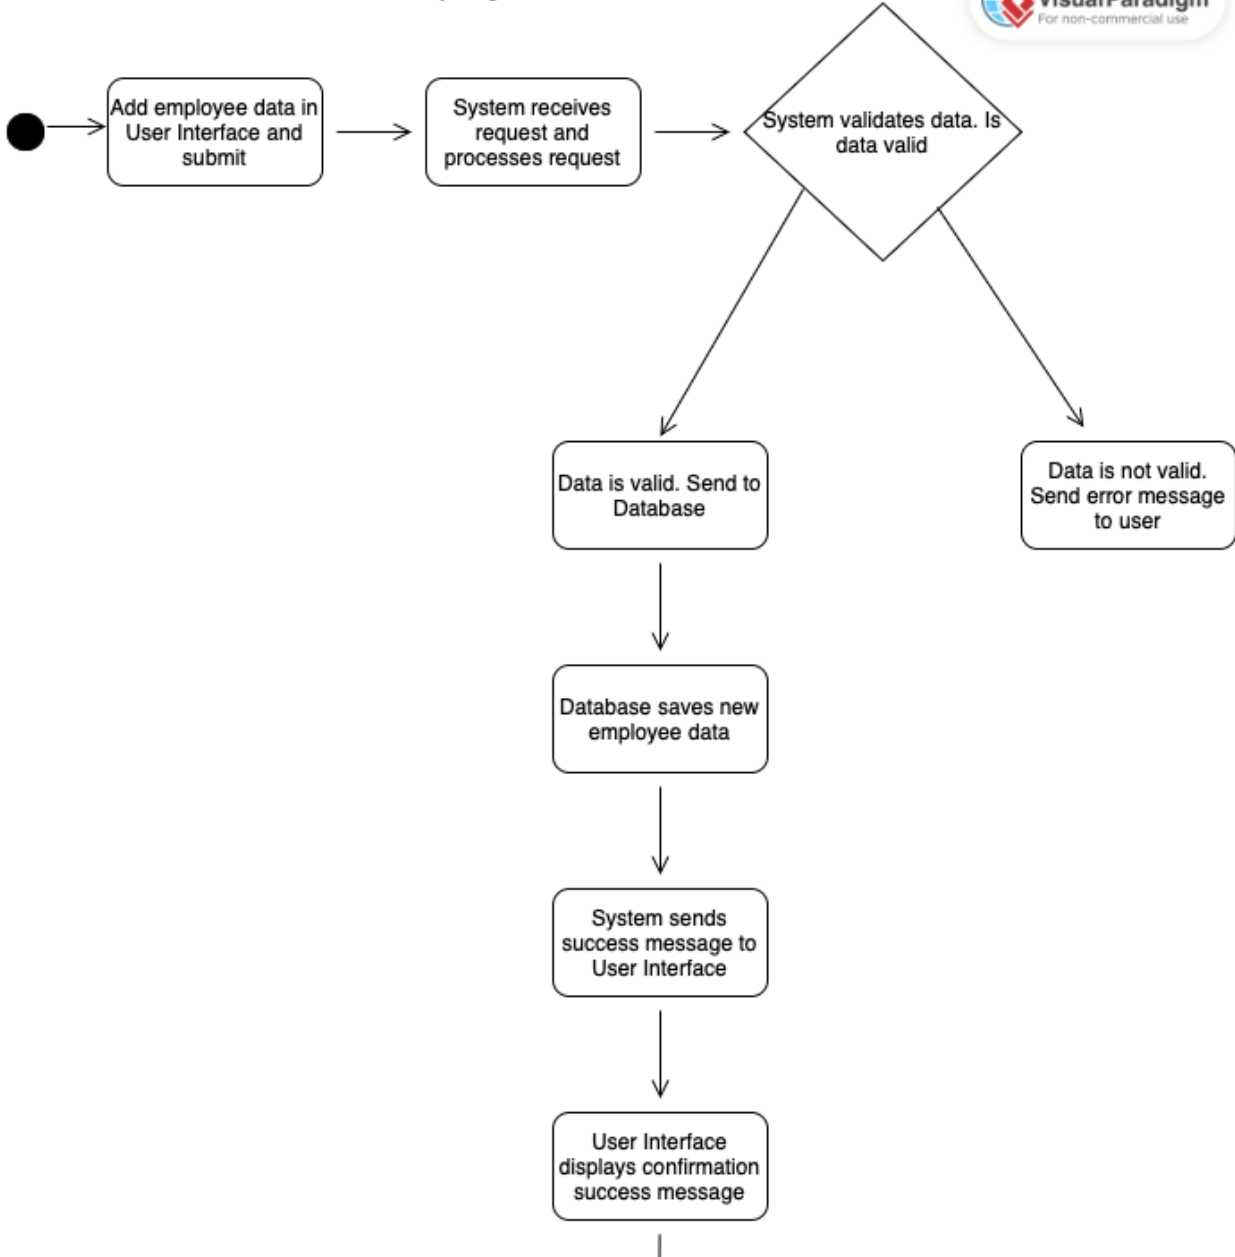 VisualParadigm
For non-commercial use
Add employee data in
User Interface and
submit
System receives
request and
processes request
System validates data. Is
data valid
Data is valid. Send to
Database
Data is not valid.
Send error message
to user
Database saves new
employee data
System sends
success message to
User Interface
User Interface
displays confirmation
success message